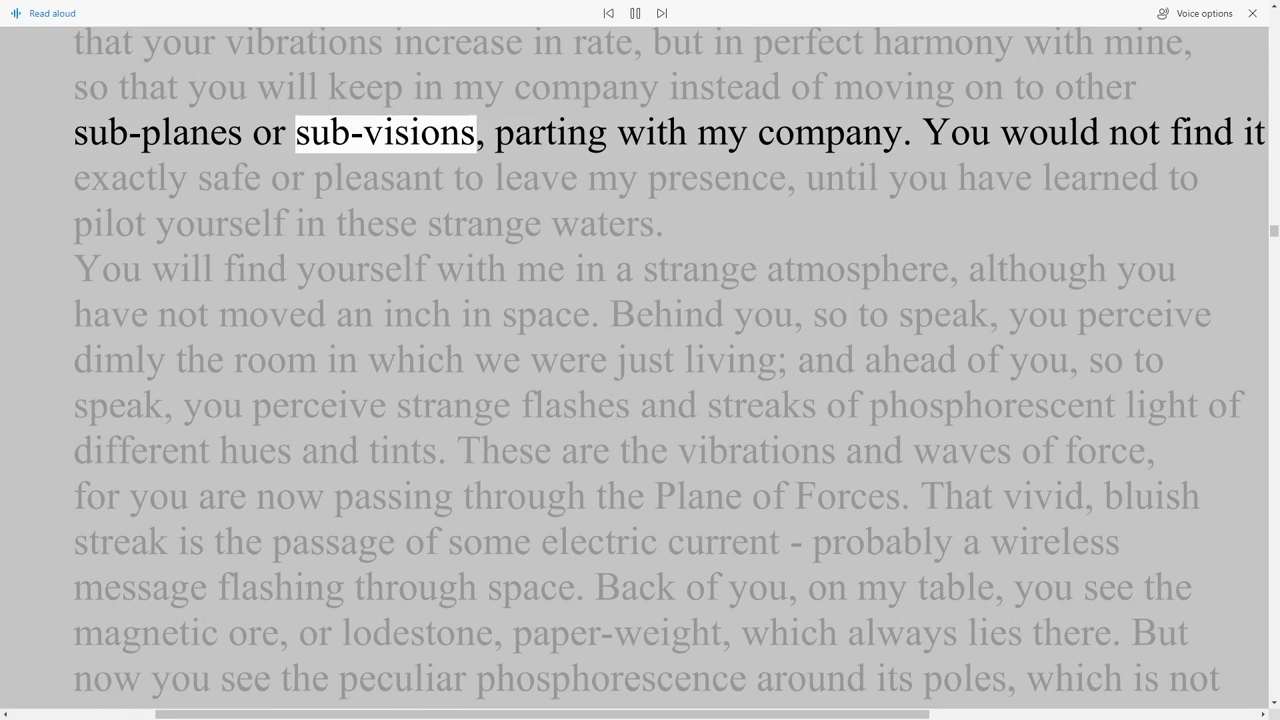 Read aloud
Voice options
that your vibrations increase in rate, but in perfect harmony with mine,
so that you will keep in my company instead of moving on to other
sub-planes or sub-visions, parting with my company. You would not find it
exactly safe or pleasant to leave my presence, until you have learned to
pilot yourself in these strange waters.
You will find yourself with me in a strange atmosphere, although you
have not moved an inch in space. Behind you, so to speak, you perceive
dimly the room in which we were just living; and ahead of you, so to
speak, you perceive strange flashes and streaks of phosphorescent light of
different hues and tints. These are the vibrations and waves of force,
for you are now passing through the Plane of Forces. That vivid, bluish
streak is the passage of some electric current - probably a wireless
message flashing through space. Back of you, on my table, you see the
magnetic ore, or lodestone, paper-weight, which always lies there. But
now you see the peculiar phosphorescence around its poles, which is not